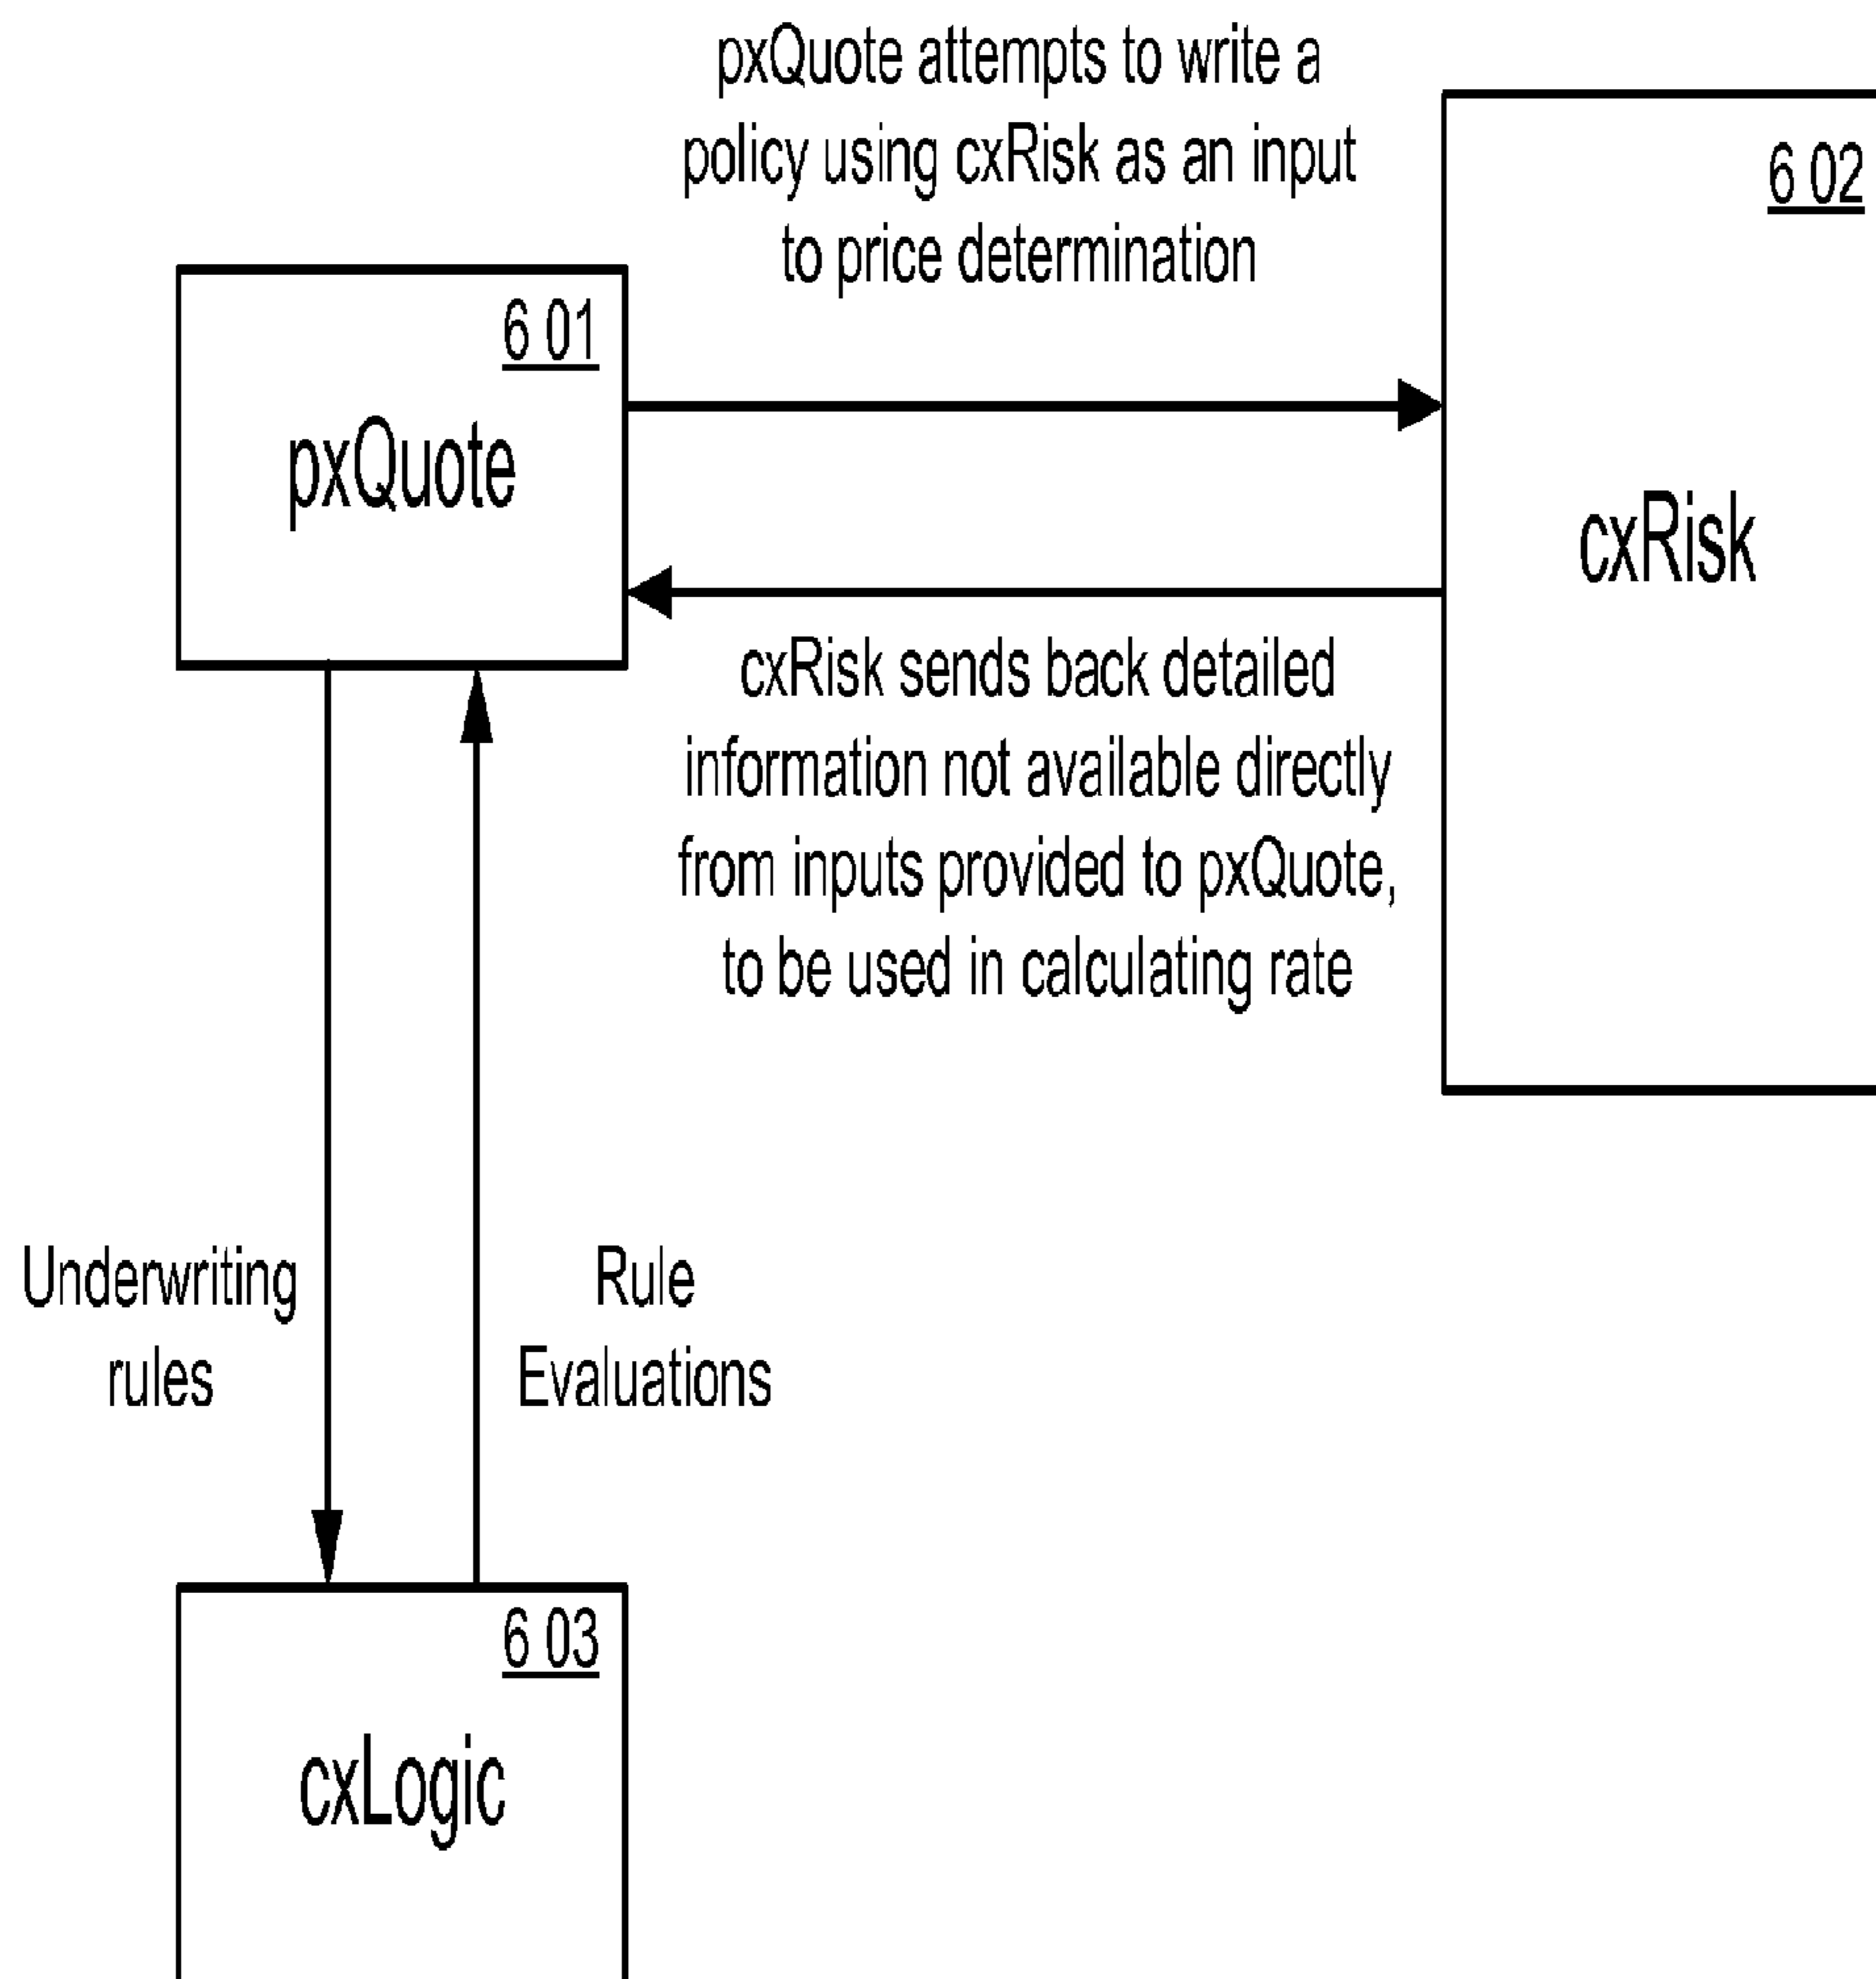 pxQuote attempts to write a
policy using cxRisk as an input
to price determination
6 01
pxQuote
6 02
cxRisk
cxRisk sends back detailed
information not available directly
from inputs provided to pxQuote,
to be used in calculating rate
Underwriting
rules
Rule
Evaluations
6 03
cxLogic